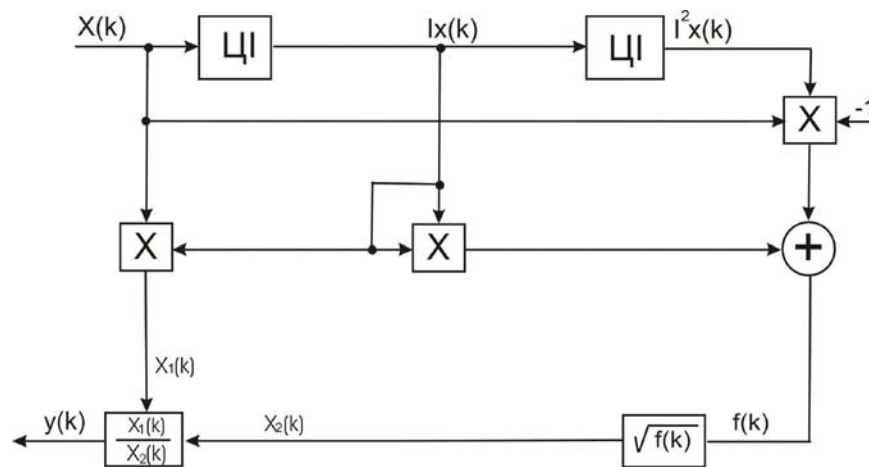 X(k)
ЦІ
Ix(k)
ЦІ
I²x(k)
X
-1
X
X
+
X₁(k)
y(k)
X₁(k)
X₂(k)
X₂(k)
√f(k)
f(k)